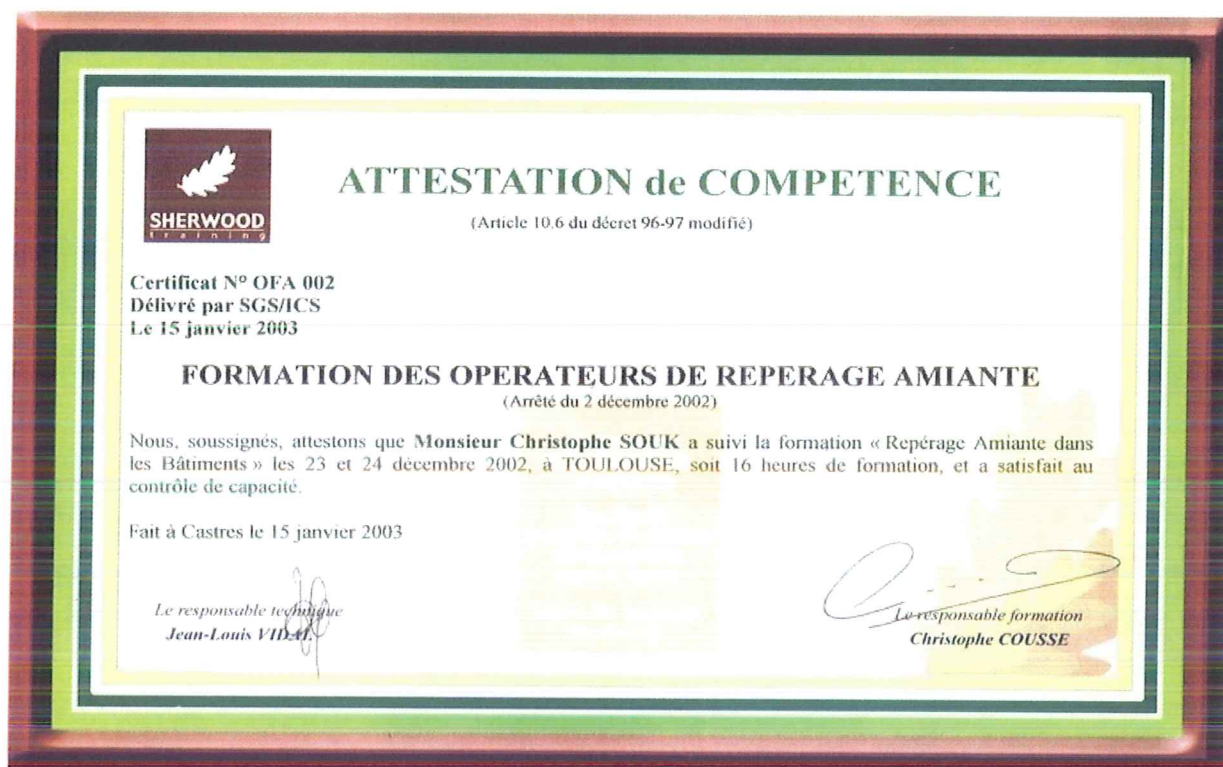 SHERWOOD
training
ATTESTATION de COMPETENCE
(Article 10.6 du décret 96-97 modifié)
Certificat N° OFA 002
Délivré par SGS/ICS
Le 15 janvier 2003
FORMATION DES OPERATEURS DE REPERAGE AMIANTE
(Arrêté du 2 décembre 2002)
Nous, soussignés, attestons que Monsieur Christophe SOUK a suivi la formation « Repérage Amiante dans
les Bâtiments » les 23 et 24 décembre 2002, à TOULOUSE, soit 16 heures de formation, et a satisfait au
contrôle de capacité.
Fait à Castres le 15 janvier 2003
Le responsable technique
Jean-Louis VIDAL
Le responsable formation
Christophe COUSSE